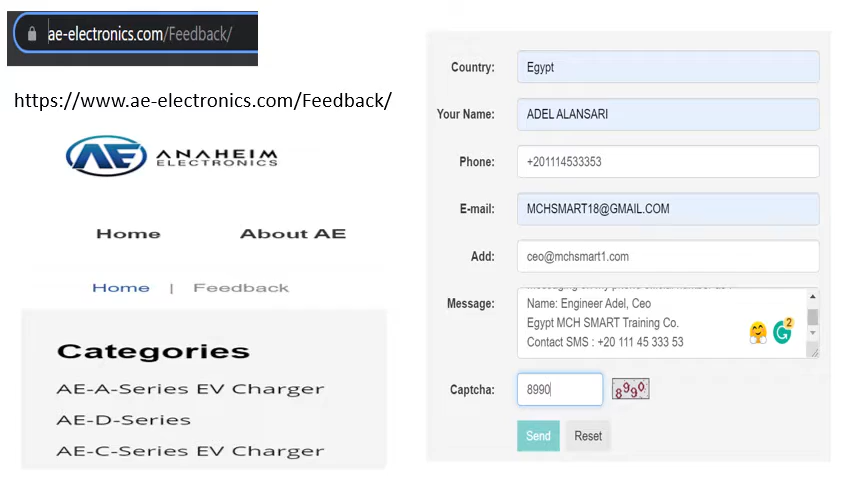 ae-electronics.com/Feedback/
https://www.ae-electronics.com/Feedback/
AE ANAHEIM
ELECTRONICS
Home About AE
Home | Feedback
Categories
AE-A-Series EV Charger
AE-D-Series
AE-C-Series EV Charger
Country: Egypt
Your Name: ADEL ALANSARI
Phone: +201114533353
E-mail: MCHSMART18@GMAIL.COM
Add: ceo@mchsmart1.com
Message:
Name: Engineer Adel, Ceo
Egypt MCH SMART Training Co.
Contact SMS : +20 111 45 333 53
2
Captcha: 8990 8990
Send Reset